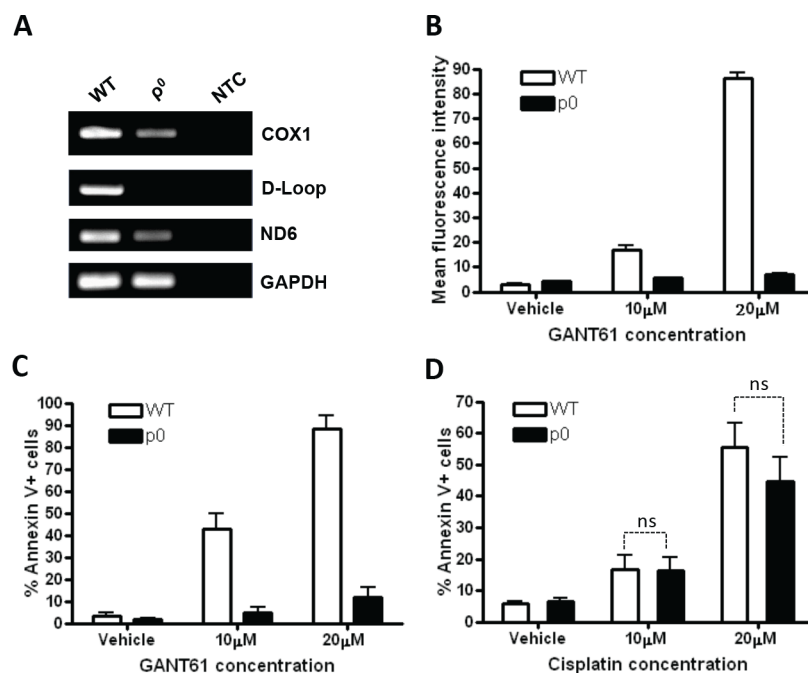 A
WT ρ⁰ NTC
COX1
D-Loop
ND6
GAPDH
B
WT
p0
Mean fluorescence intensity
90
80
70
60
50
40
30
20
10
0
Vehicle 10µM 20µM
GANT61 concentration
C
WT
p0
% Annexin V+ cells
100
90
80
70
60
50
40
30
20
10
0
Vehicle 10µM 20µM
GANT61 concentration
D
WT
p0
ns
ns
% Annexin V+ cells
70
60
50
40
30
20
10
0
Vehicle 10µM 20µM
Cisplatin concentration